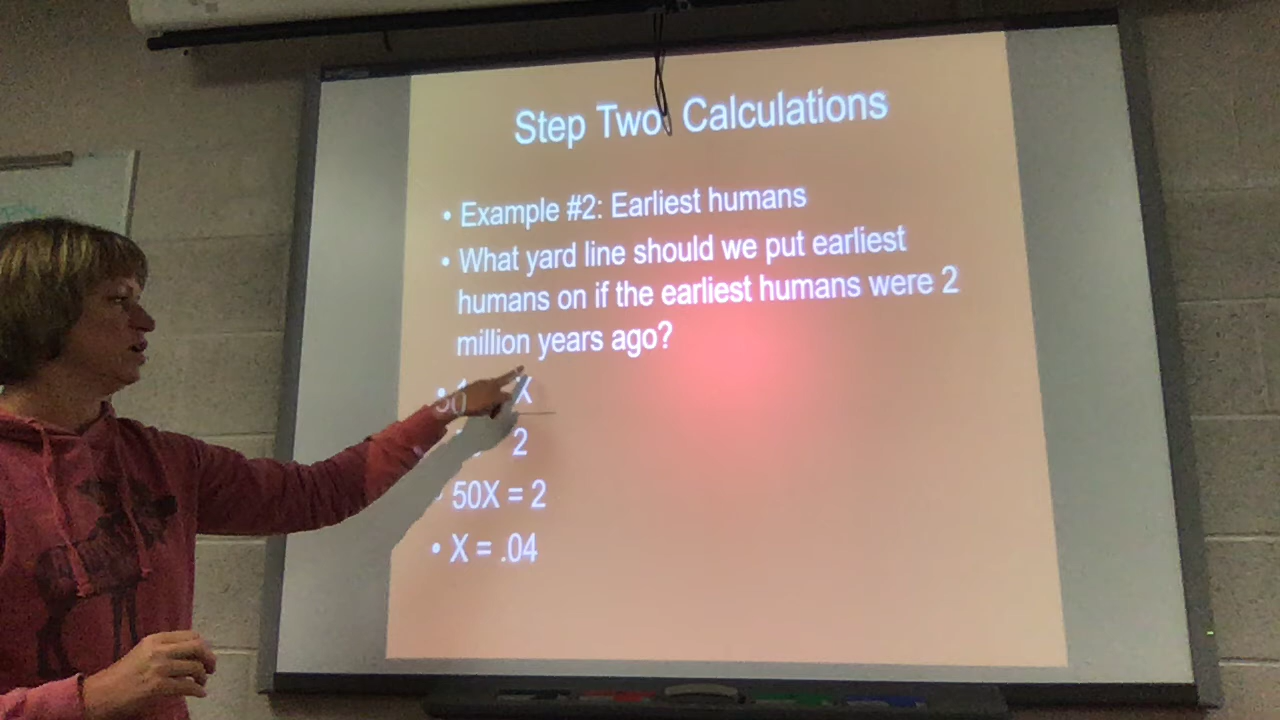 Step Two: Calculations
• Example #2: Earliest humans
• What yard line should we put earliest
humans on if the earliest humans were 2
million years ago?
• X
50 2
• 50X = 2
• X = .04